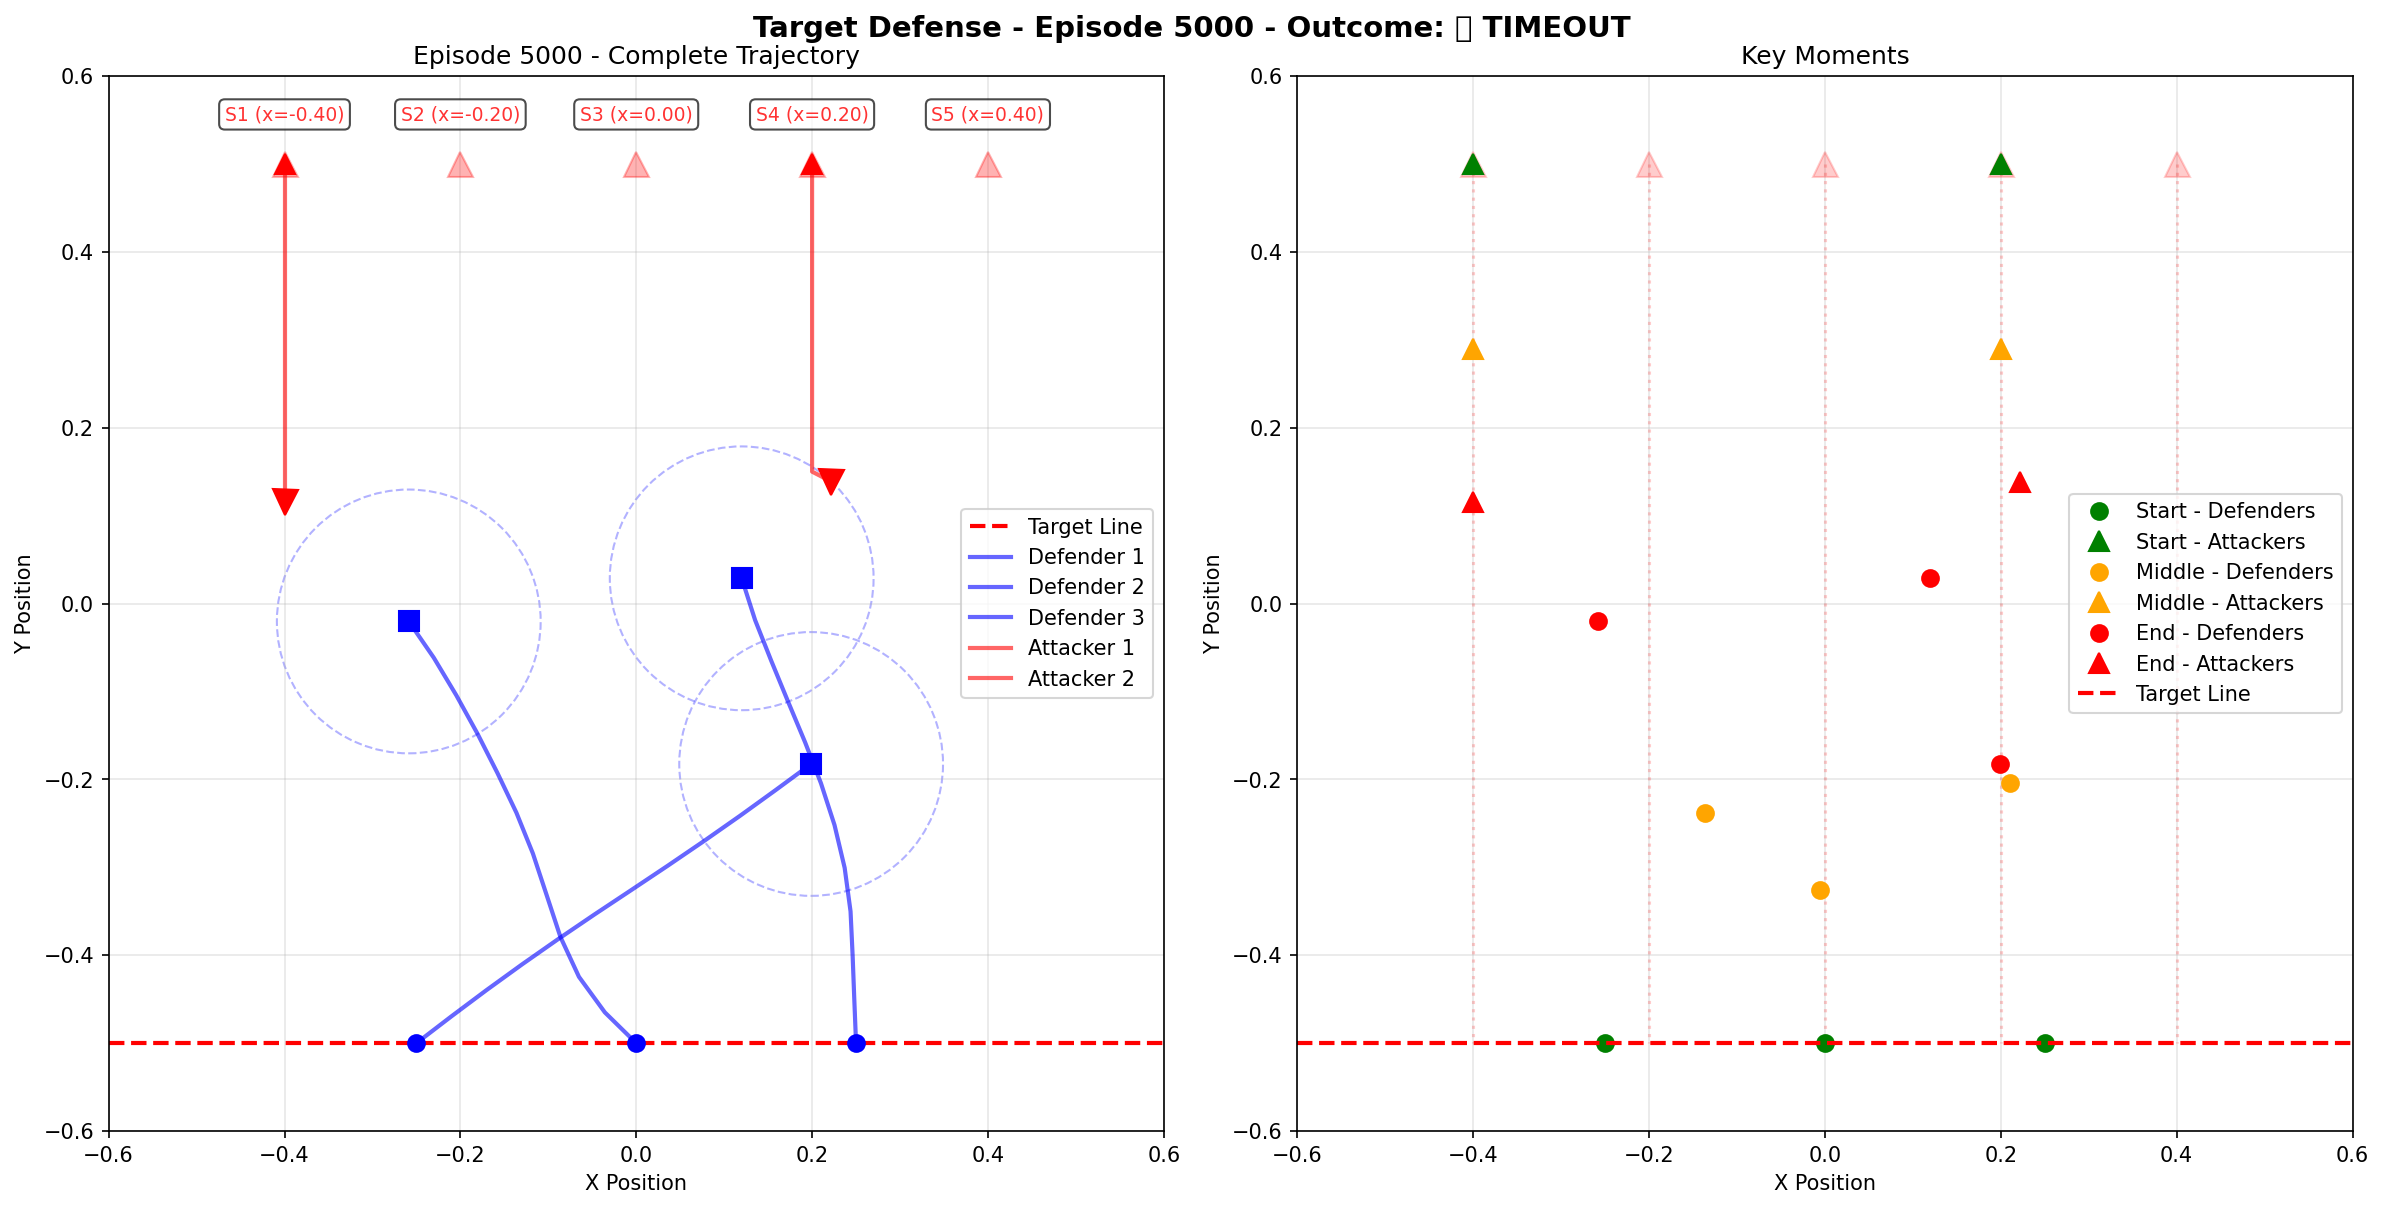 Target Defense - Episode 5000 - Outcome: ▯ TIMEOUT
Episode 5000 - Complete Trajectory
S1 (x=-0.40)
S2 (x=-0.20)
S3 (x=0.00)
S4 (x=0.20)
S5 (x=0.40)
0.6
0.4
0.2
0.0
−0.2
−0.4
−0.6
Y Position
−0.6
−0.4
−0.2
0.0
0.2
0.4
0.6
X Position
Target Line
Defender 1
Defender 2
Defender 3
Attacker 1
Attacker 2
Key Moments
0.6
0.4
0.2
0.0
−0.2
−0.4
−0.6
Y Position
−0.6
−0.4
−0.2
0.0
0.2
0.4
0.6
X Position
Start - Defenders
Start - Attackers
Middle - Defenders
Middle - Attackers
End - Defenders
End - Attackers
Target Line